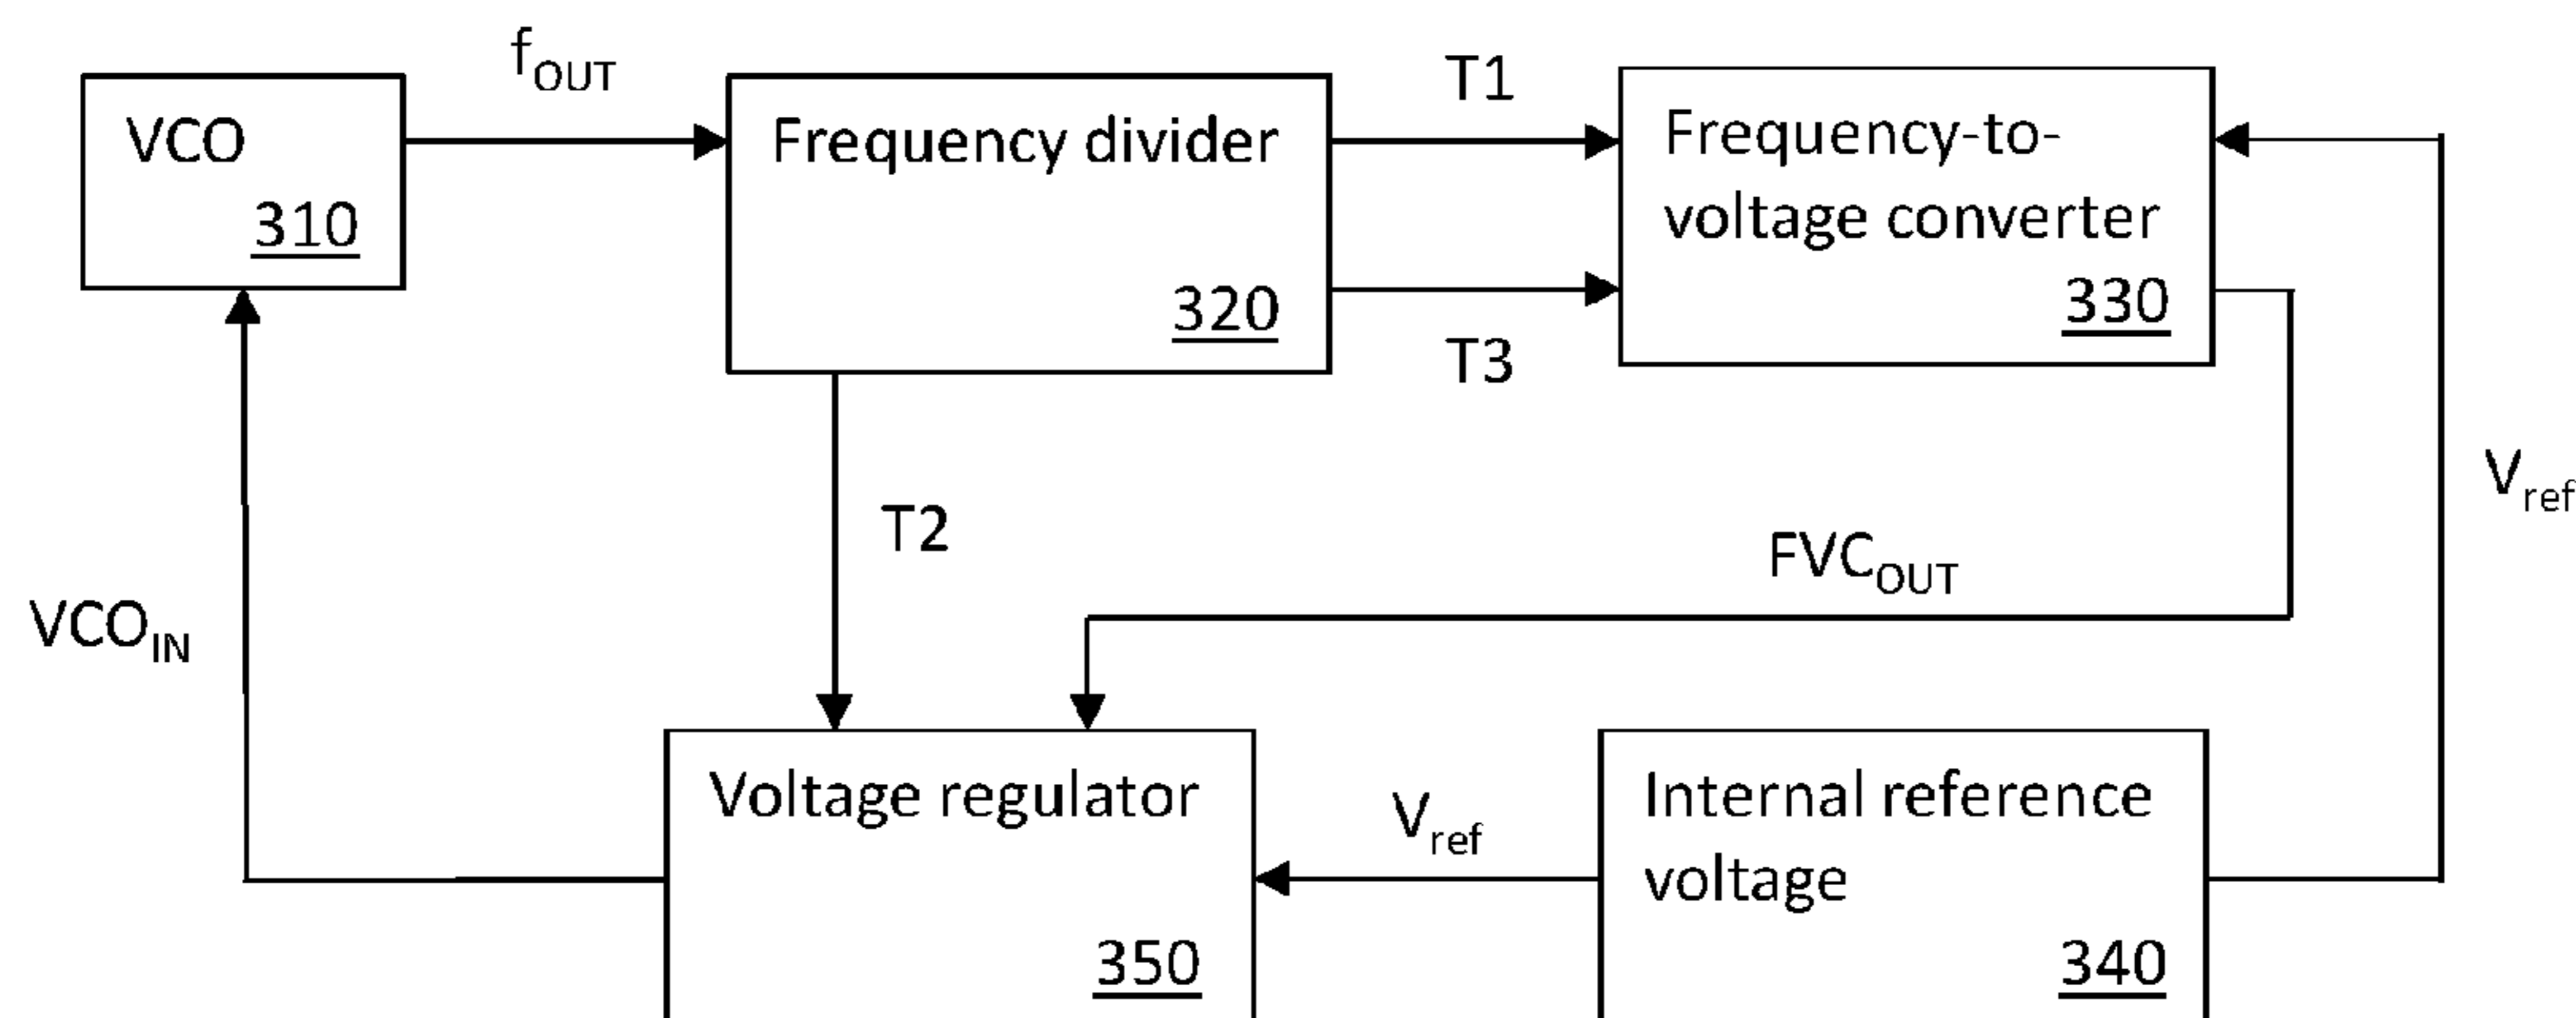 f_OUT
VCO
310
Frequency divider
320
T1
T3
Frequency-to-
voltage converter
330
T2
V_ref
FVC_OUT
VCO_IN
Voltage regulator
350
V_ref
Internal reference
voltage
340